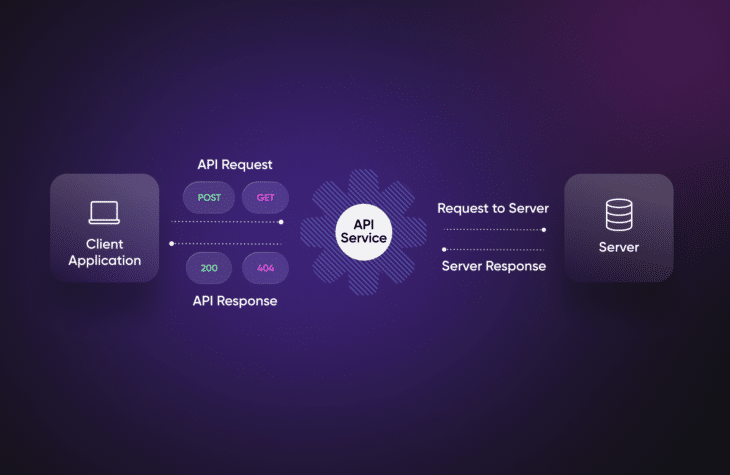 API Request
POST
GET
Client
Application
200
404
API Response
API
Service
Request to Server
Server Response
Server